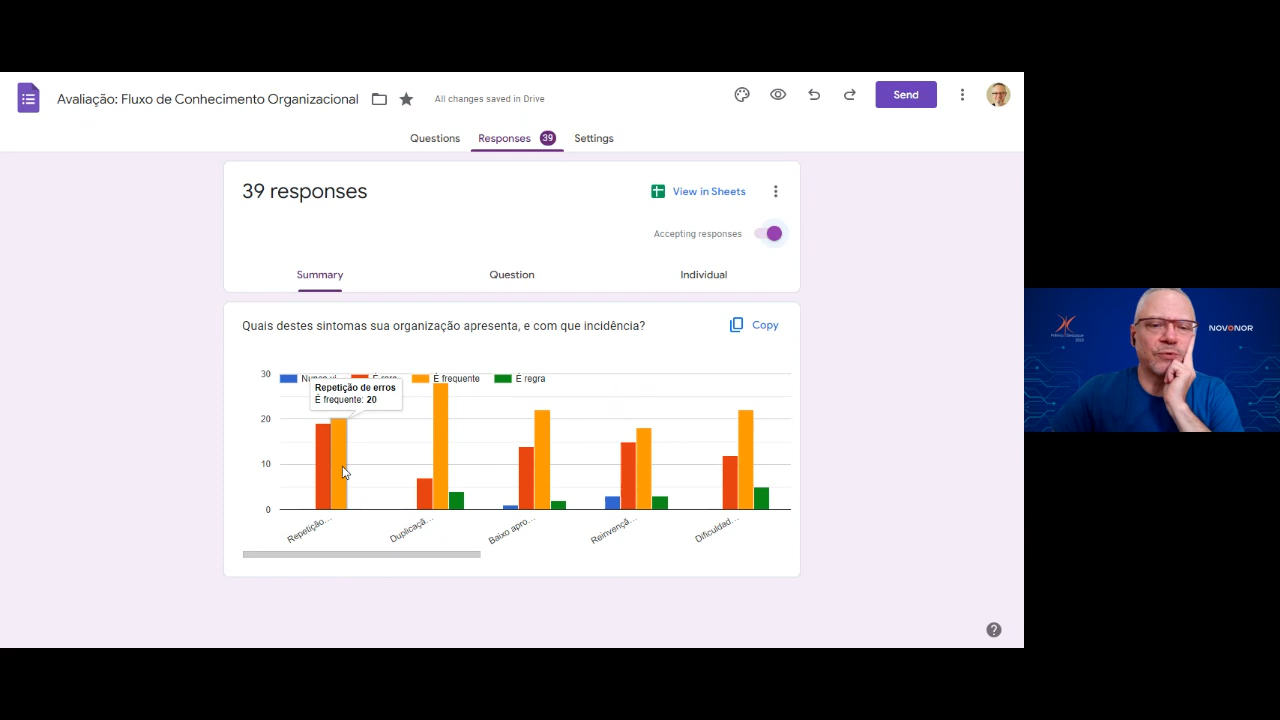 Avaliação: Fluxo de Conhecimento Organizacional
All changes saved in Drive
Send
Questions
Responses 39
Settings
39 responses
View in Sheets
Accepting responses
Summary
Question
Individual
Quais destes sintomas sua organização apresenta, e com que incidência?
Copy
É frequente
É regra
Repetição de erros
É frequente: 20
30
20
10
0
Repetição...
Duplicaçã...
Baixo apro...
Reinvençã...
Dificuldad...
NOVONOR